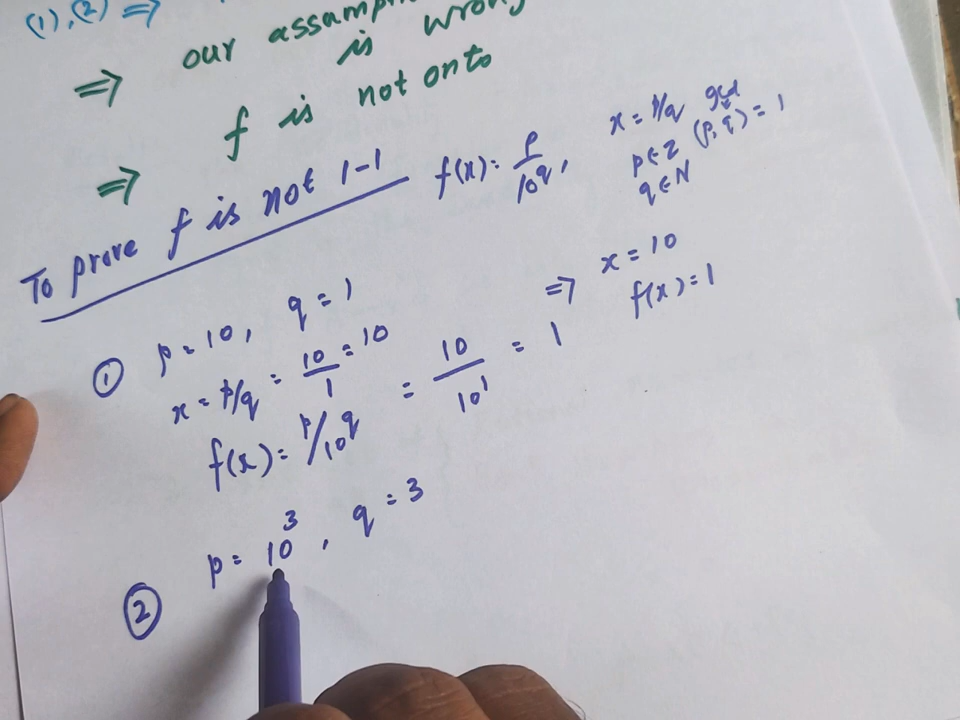 (1), (2) ⇒
⇒ our assump
is wrong
⇒ f is not onto
To prove f is not 1-1
f(x) = p/10^q, x = p/q gcd
p ∈ Z (p, q) = 1
q ∈ N
① p = 10, q = 1
x = p/q = 10/1 = 10
f(x) = p/10^q = 10/10^1 = 1 ⇒ x = 10
f(x) = 1
② p = 10^3, q = 3